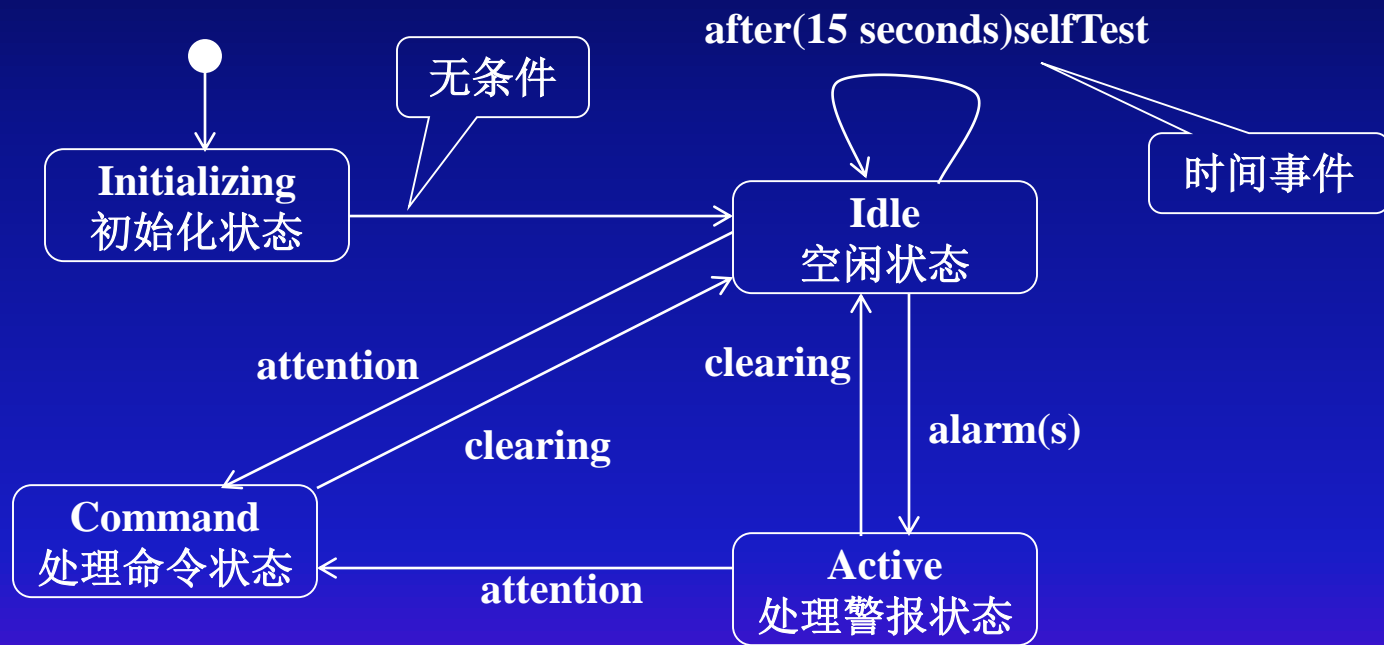 after(15 seconds)selfTest
无条件
Initializing
初始化状态
时间事件
Idle
空闲状态
attention
clearing
clearing
alarm(s)
Command
处理命令状态
attention
Active
处理警报状态